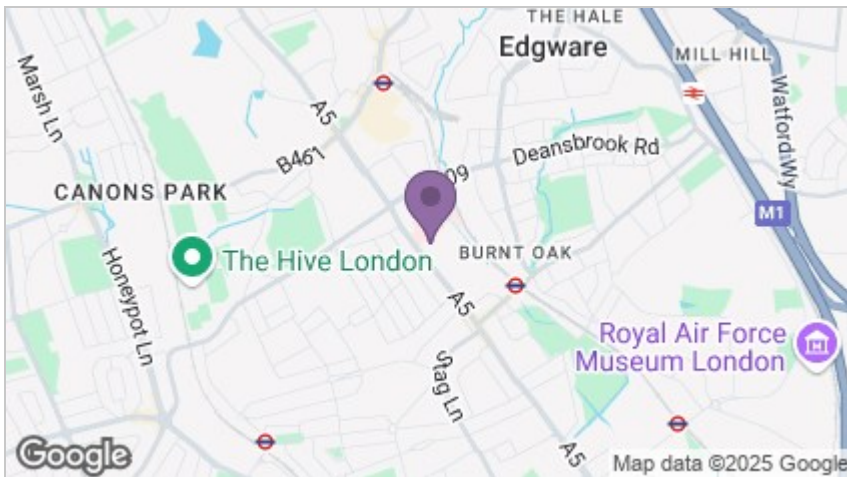 THE HALE
Edgware
MILL HILL
Marsh Ln
A5
Watford Wy
B461
Deansbrook Rd
09
CANONS PARK
M1
The Hive London
BURNT OAK
Honeypot Ln
A5
Royal Air Force
Museum London
Stag Ln
A5
Google
Map data ©2025 Google